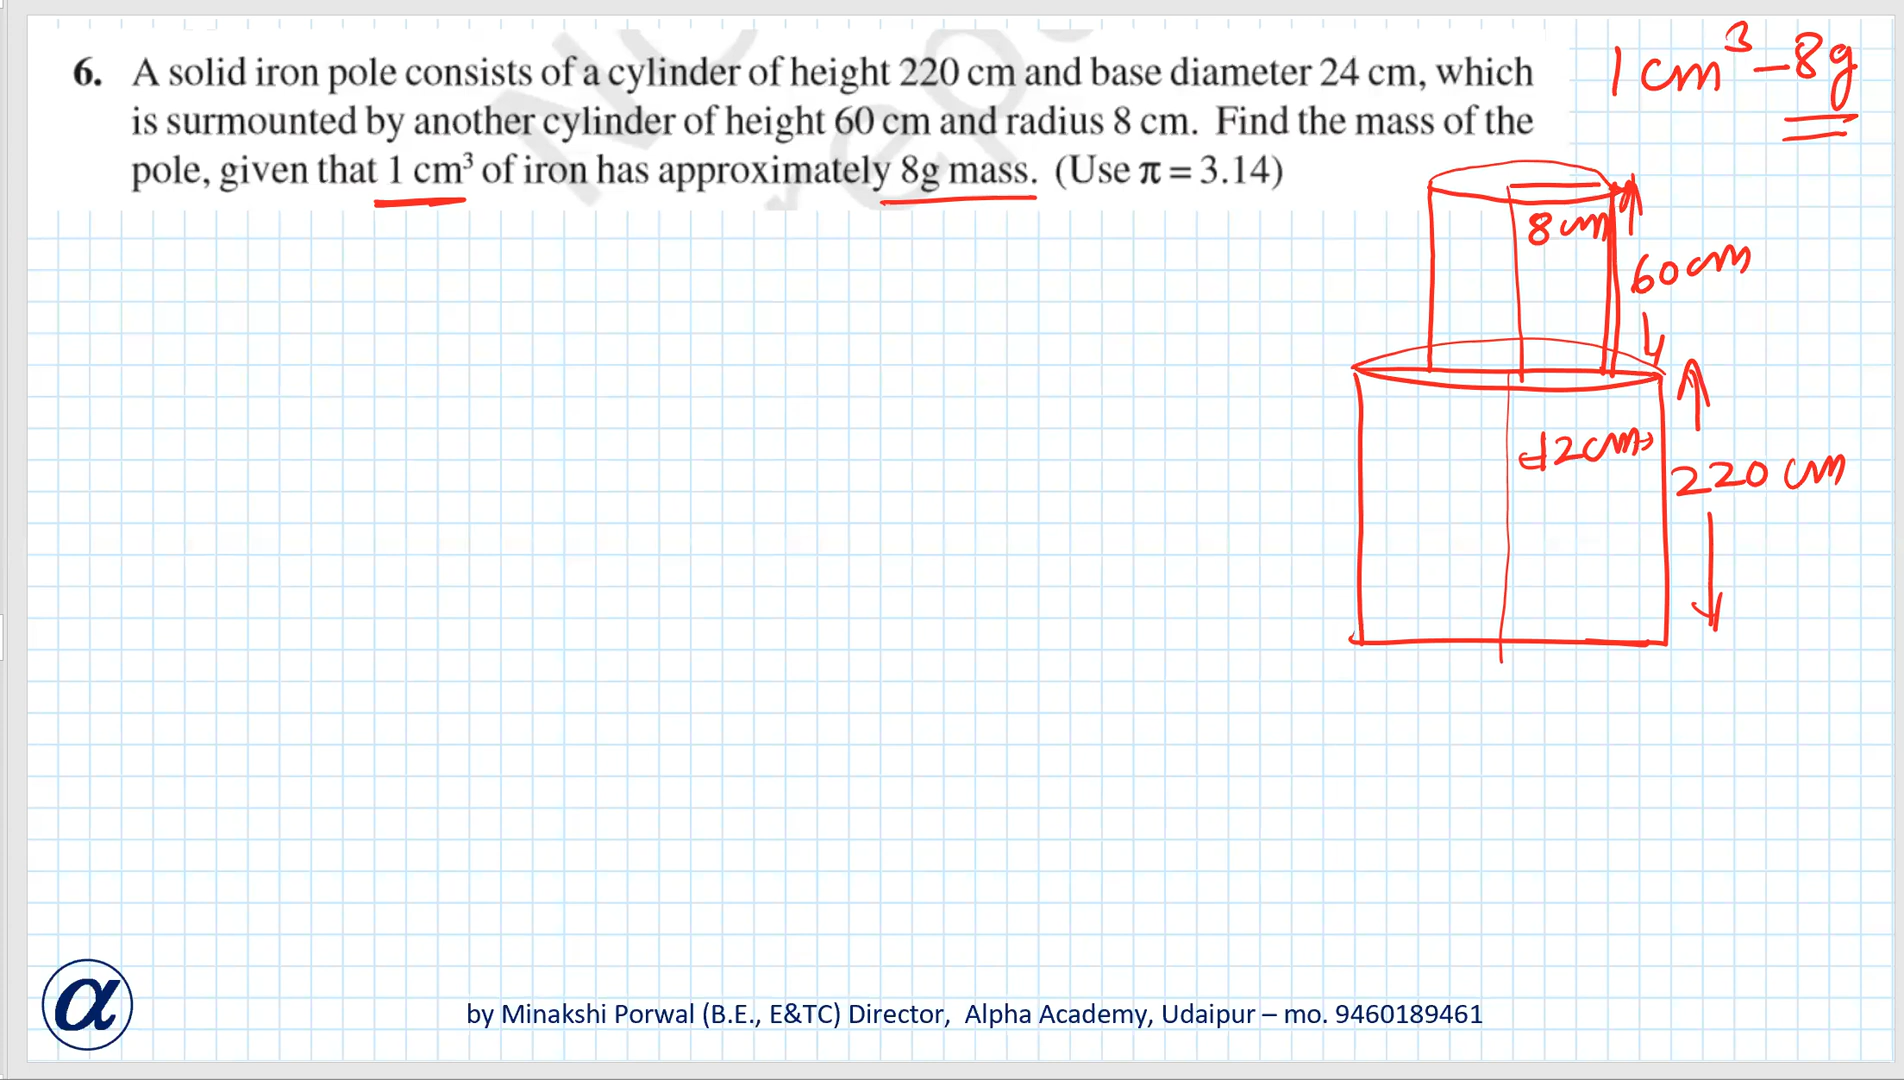 6. A solid iron pole consists of a cylinder of height 220 cm and base diameter 24 cm, which
is surmounted by another cylinder of height 60 cm and radius 8 cm. Find the mass of the
pole, given that 1 cm³ of iron has approximately 8g mass. (Use π = 3.14)
1 cm³ – 8g
8 cm
60 cm
12 cm
220 cm
α
by Minakshi Porwal (B.E., E&TC) Director, Alpha Academy, Udaipur – mo. 9460189461